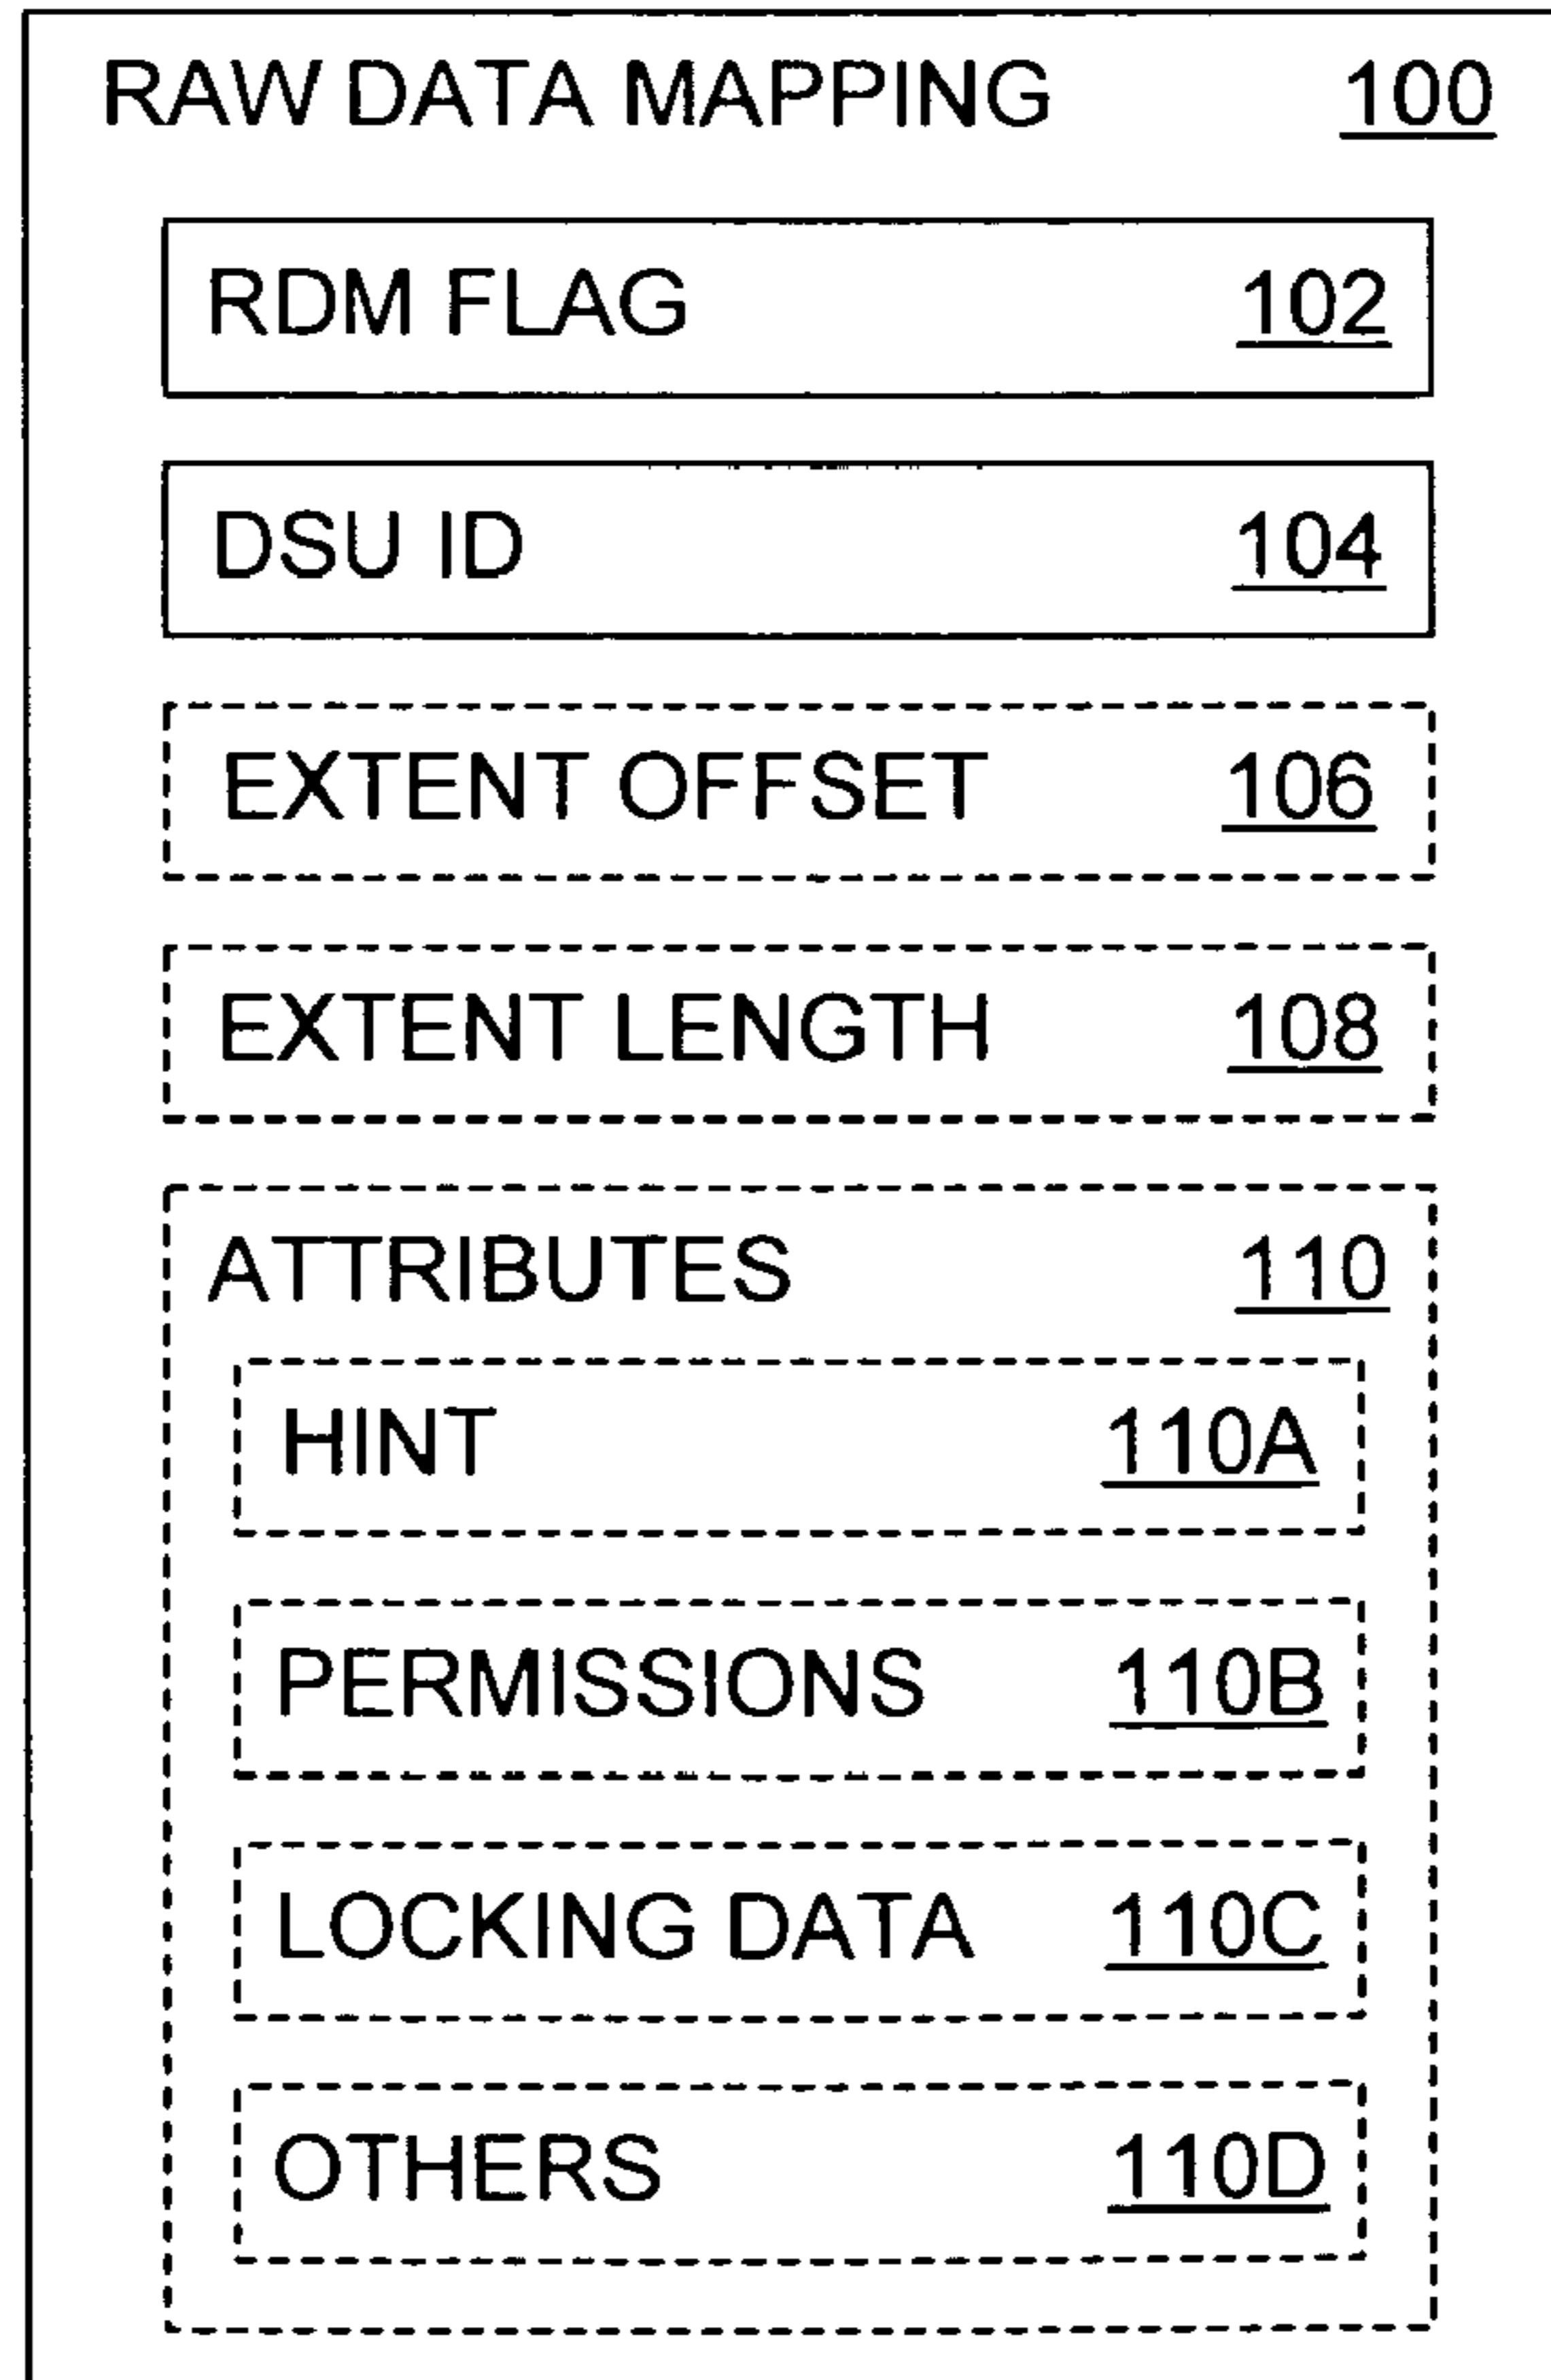 RAW DATA MAPPING 100
RDM FLAG 102
DSU ID 104
EXTENT OFFSET 106
EXTENT LENGTH 108
ATTRIBUTES 110
HINT 110A
PERMISSIONS 110B
LOCKING DATA 110C
OTHERS 110D